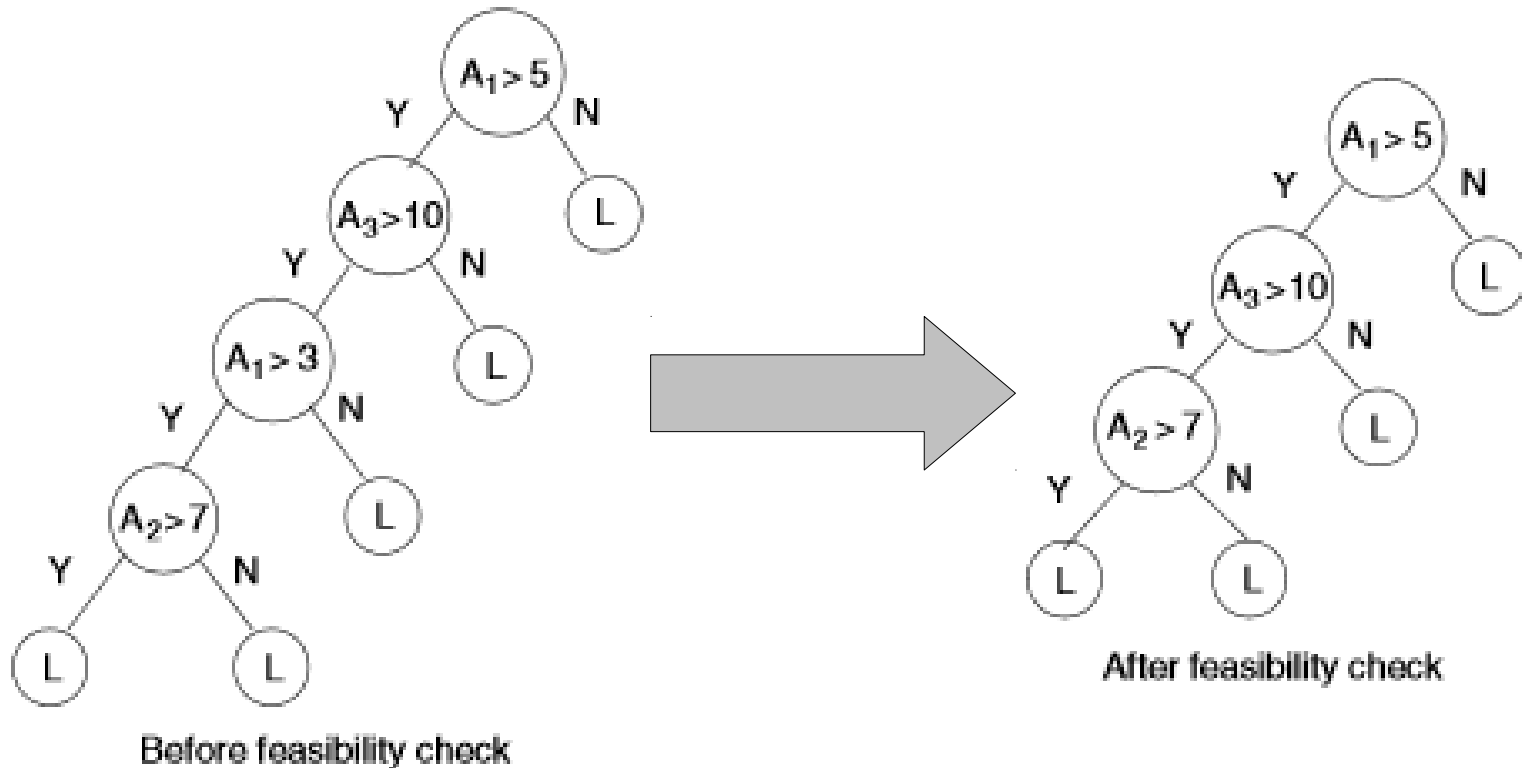 A₁>5
Y
N
A₃>10
L
Y
N
A₁>3
L
Y
N
A₂>7
L
Y
N
L
L
Before feasibility check
A₁>5
Y
N
A₃>10
L
Y
N
A₂>7
L
Y
N
L
L
After feasibility check